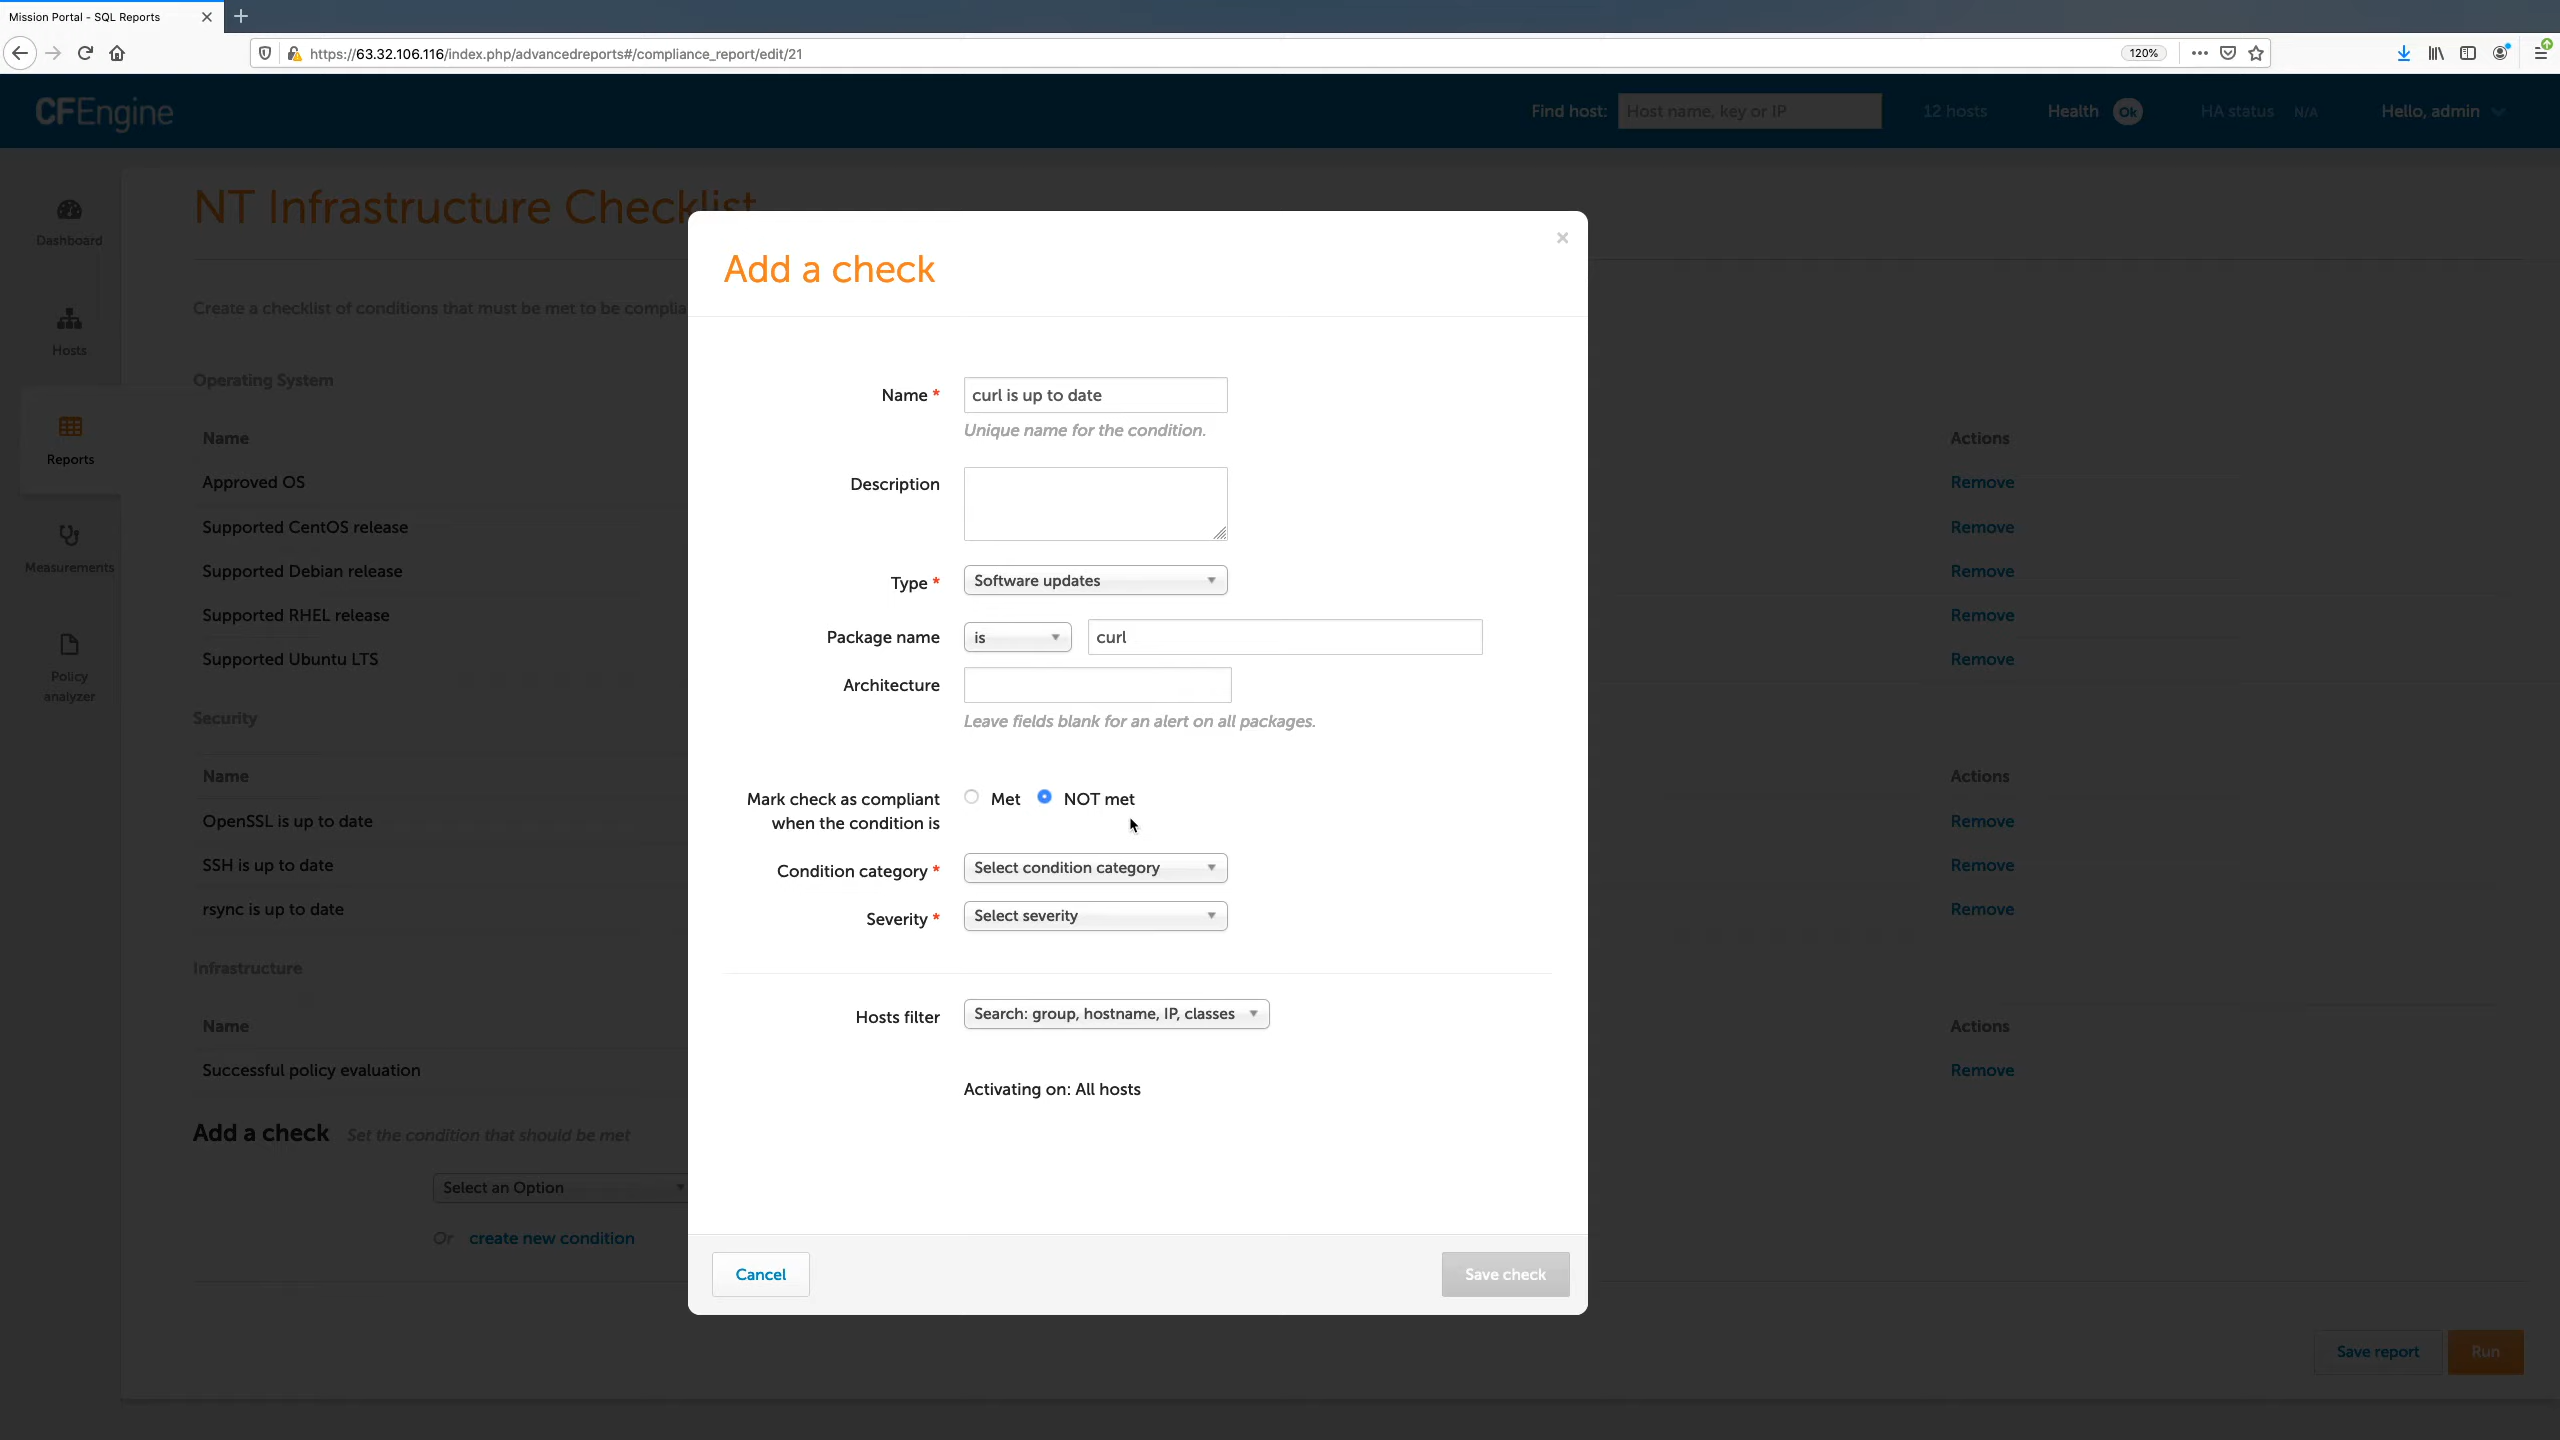 Mission Portal - SQL Reports
https://63.32.106.116/index.php/advancedreports#/compliance_report/edit/21
120%
CFEngine
Find host:
Host name, key or IP
12 hosts
Health
Ok
HA status
N/A
Hello, admin
Dashboard
Hosts
Reports
Measurements
Policy
analyzer
NT Infrastructure Checklist
Create a checklist of conditions that must be met to be complia
Operating System
Name
Actions
Approved OS
Remove
Supported CentOS release
Remove
Supported Debian release
Remove
Supported RHEL release
Remove
Supported Ubuntu LTS
Remove
Security
Name
Actions
OpenSSL is up to date
Remove
SSH is up to date
Remove
rsync is up to date
Remove
Infrastructure
Name
Actions
Successful policy evaluation
Remove
Add a check Set the condition that should be met
Select an Option
Or create new condition
Save report
Run
Add a check
Name *
curl is up to date
Unique name for the condition.
Description
Type *
Software updates
Package name
is
curl
Architecture
Leave fields blank for an alert on all packages.
Mark check as compliant
when the condition is
Met
NOT met
Condition category *
Select condition category
Severity *
Select severity
Hosts filter
Search: group, hostname, IP, classes
Activating on: All hosts
Cancel
Save check